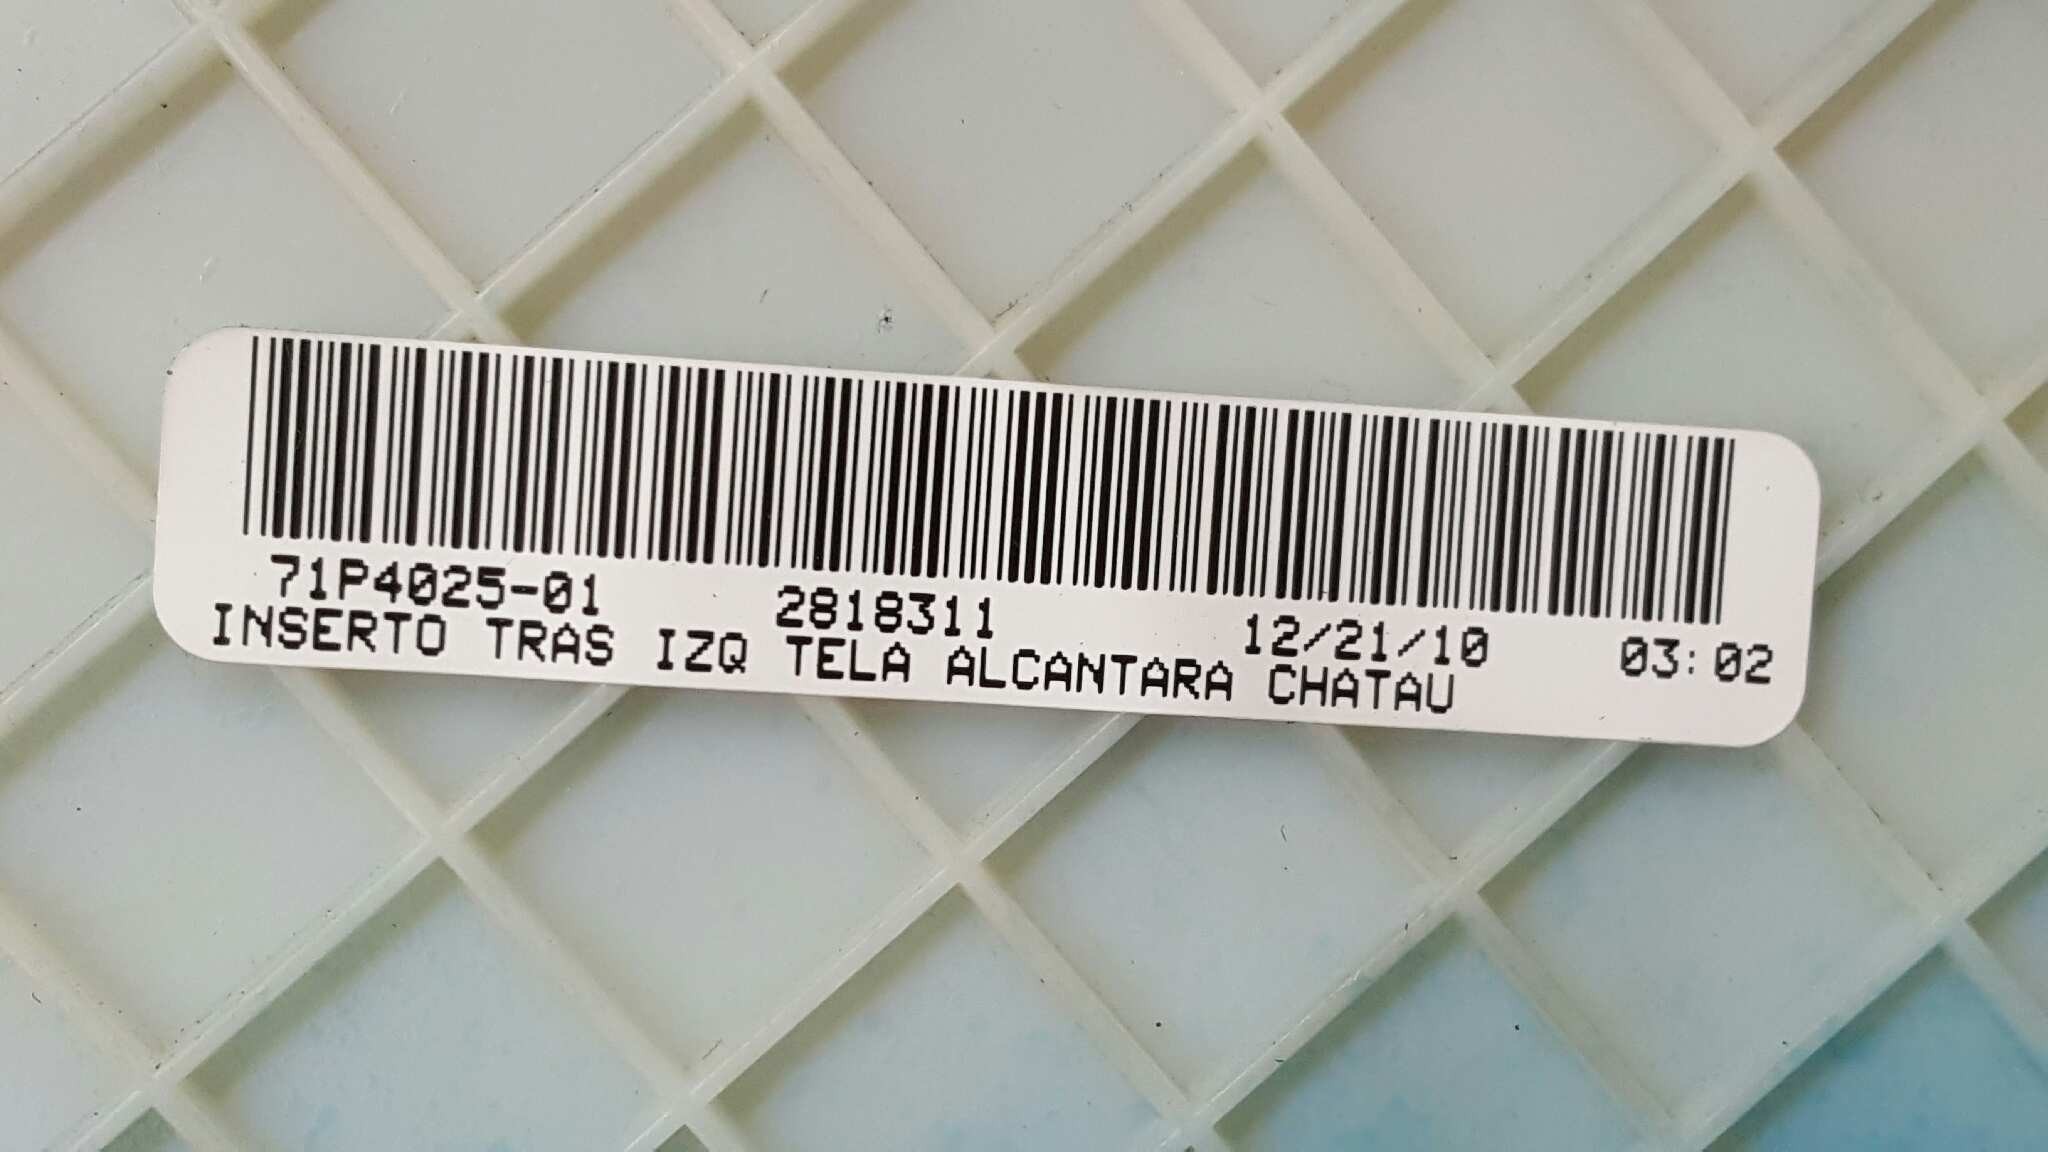 71P4025-01 2818311 12/21/10 03:02
INSERTO TRAS IZQ TELA ALCANTARA CHATAU